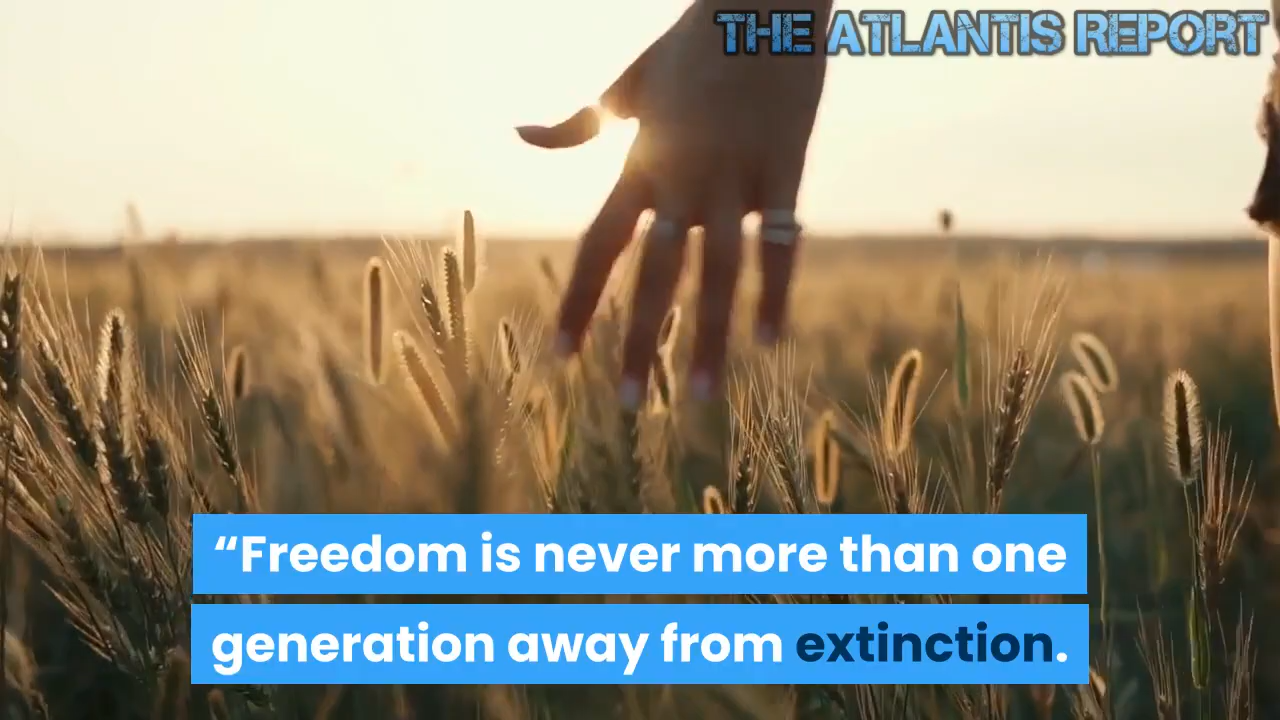 THE ATLANTIS REPORT
“Freedom is never more than one
generation away from extinction.